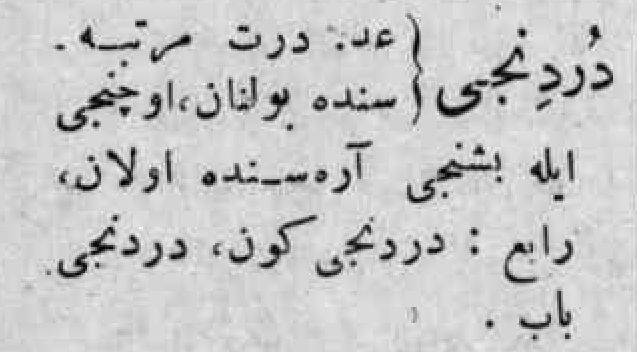 دُردِنجی { عد. درت مرتبه‌ـ
سنده بولنان، اوچنجی
ایله بشنجی آره‌سنده اولان،
رابع : دردنجی کون، دردنجی
باب .